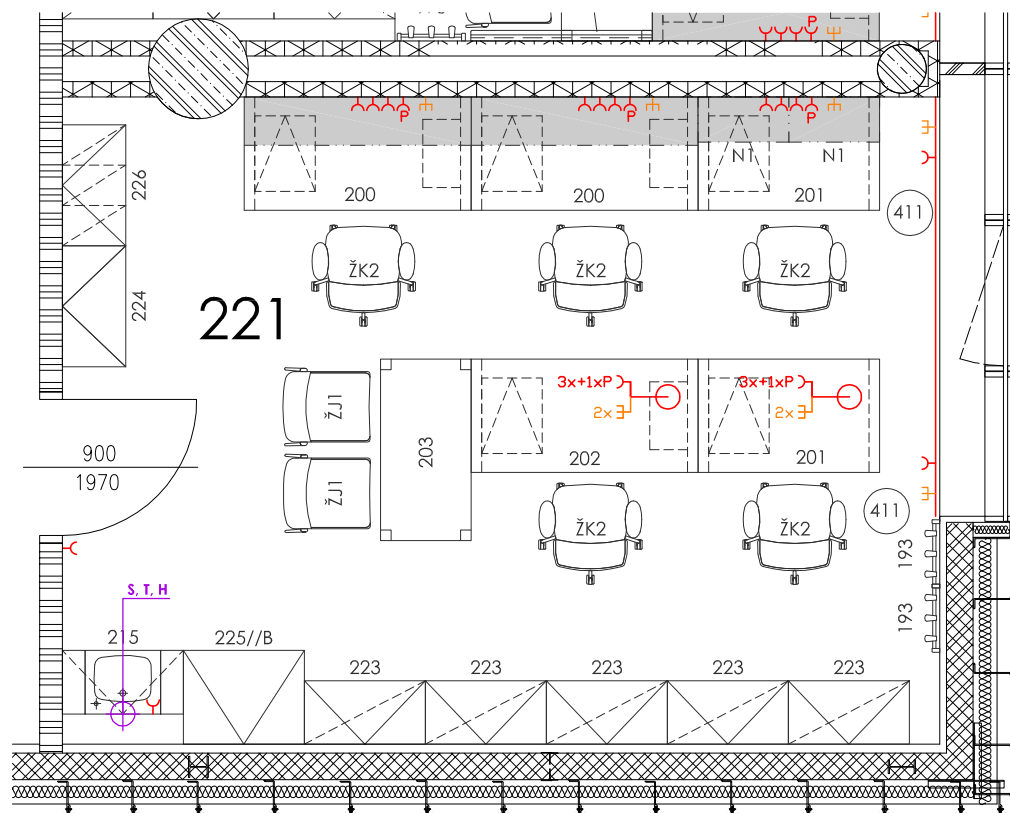 P
P
P
P
N1
N1
226
200
200
201
411
ŽK2
ŽK2
ŽK2
224
221
3x+1xP
3x+1xP
2x
2x
ŽJ1
203
202
201
900
1970
ŽJ1
ŽK2
ŽK2
411
193
S, T, H
193
215
225//B
223
223
223
223
223